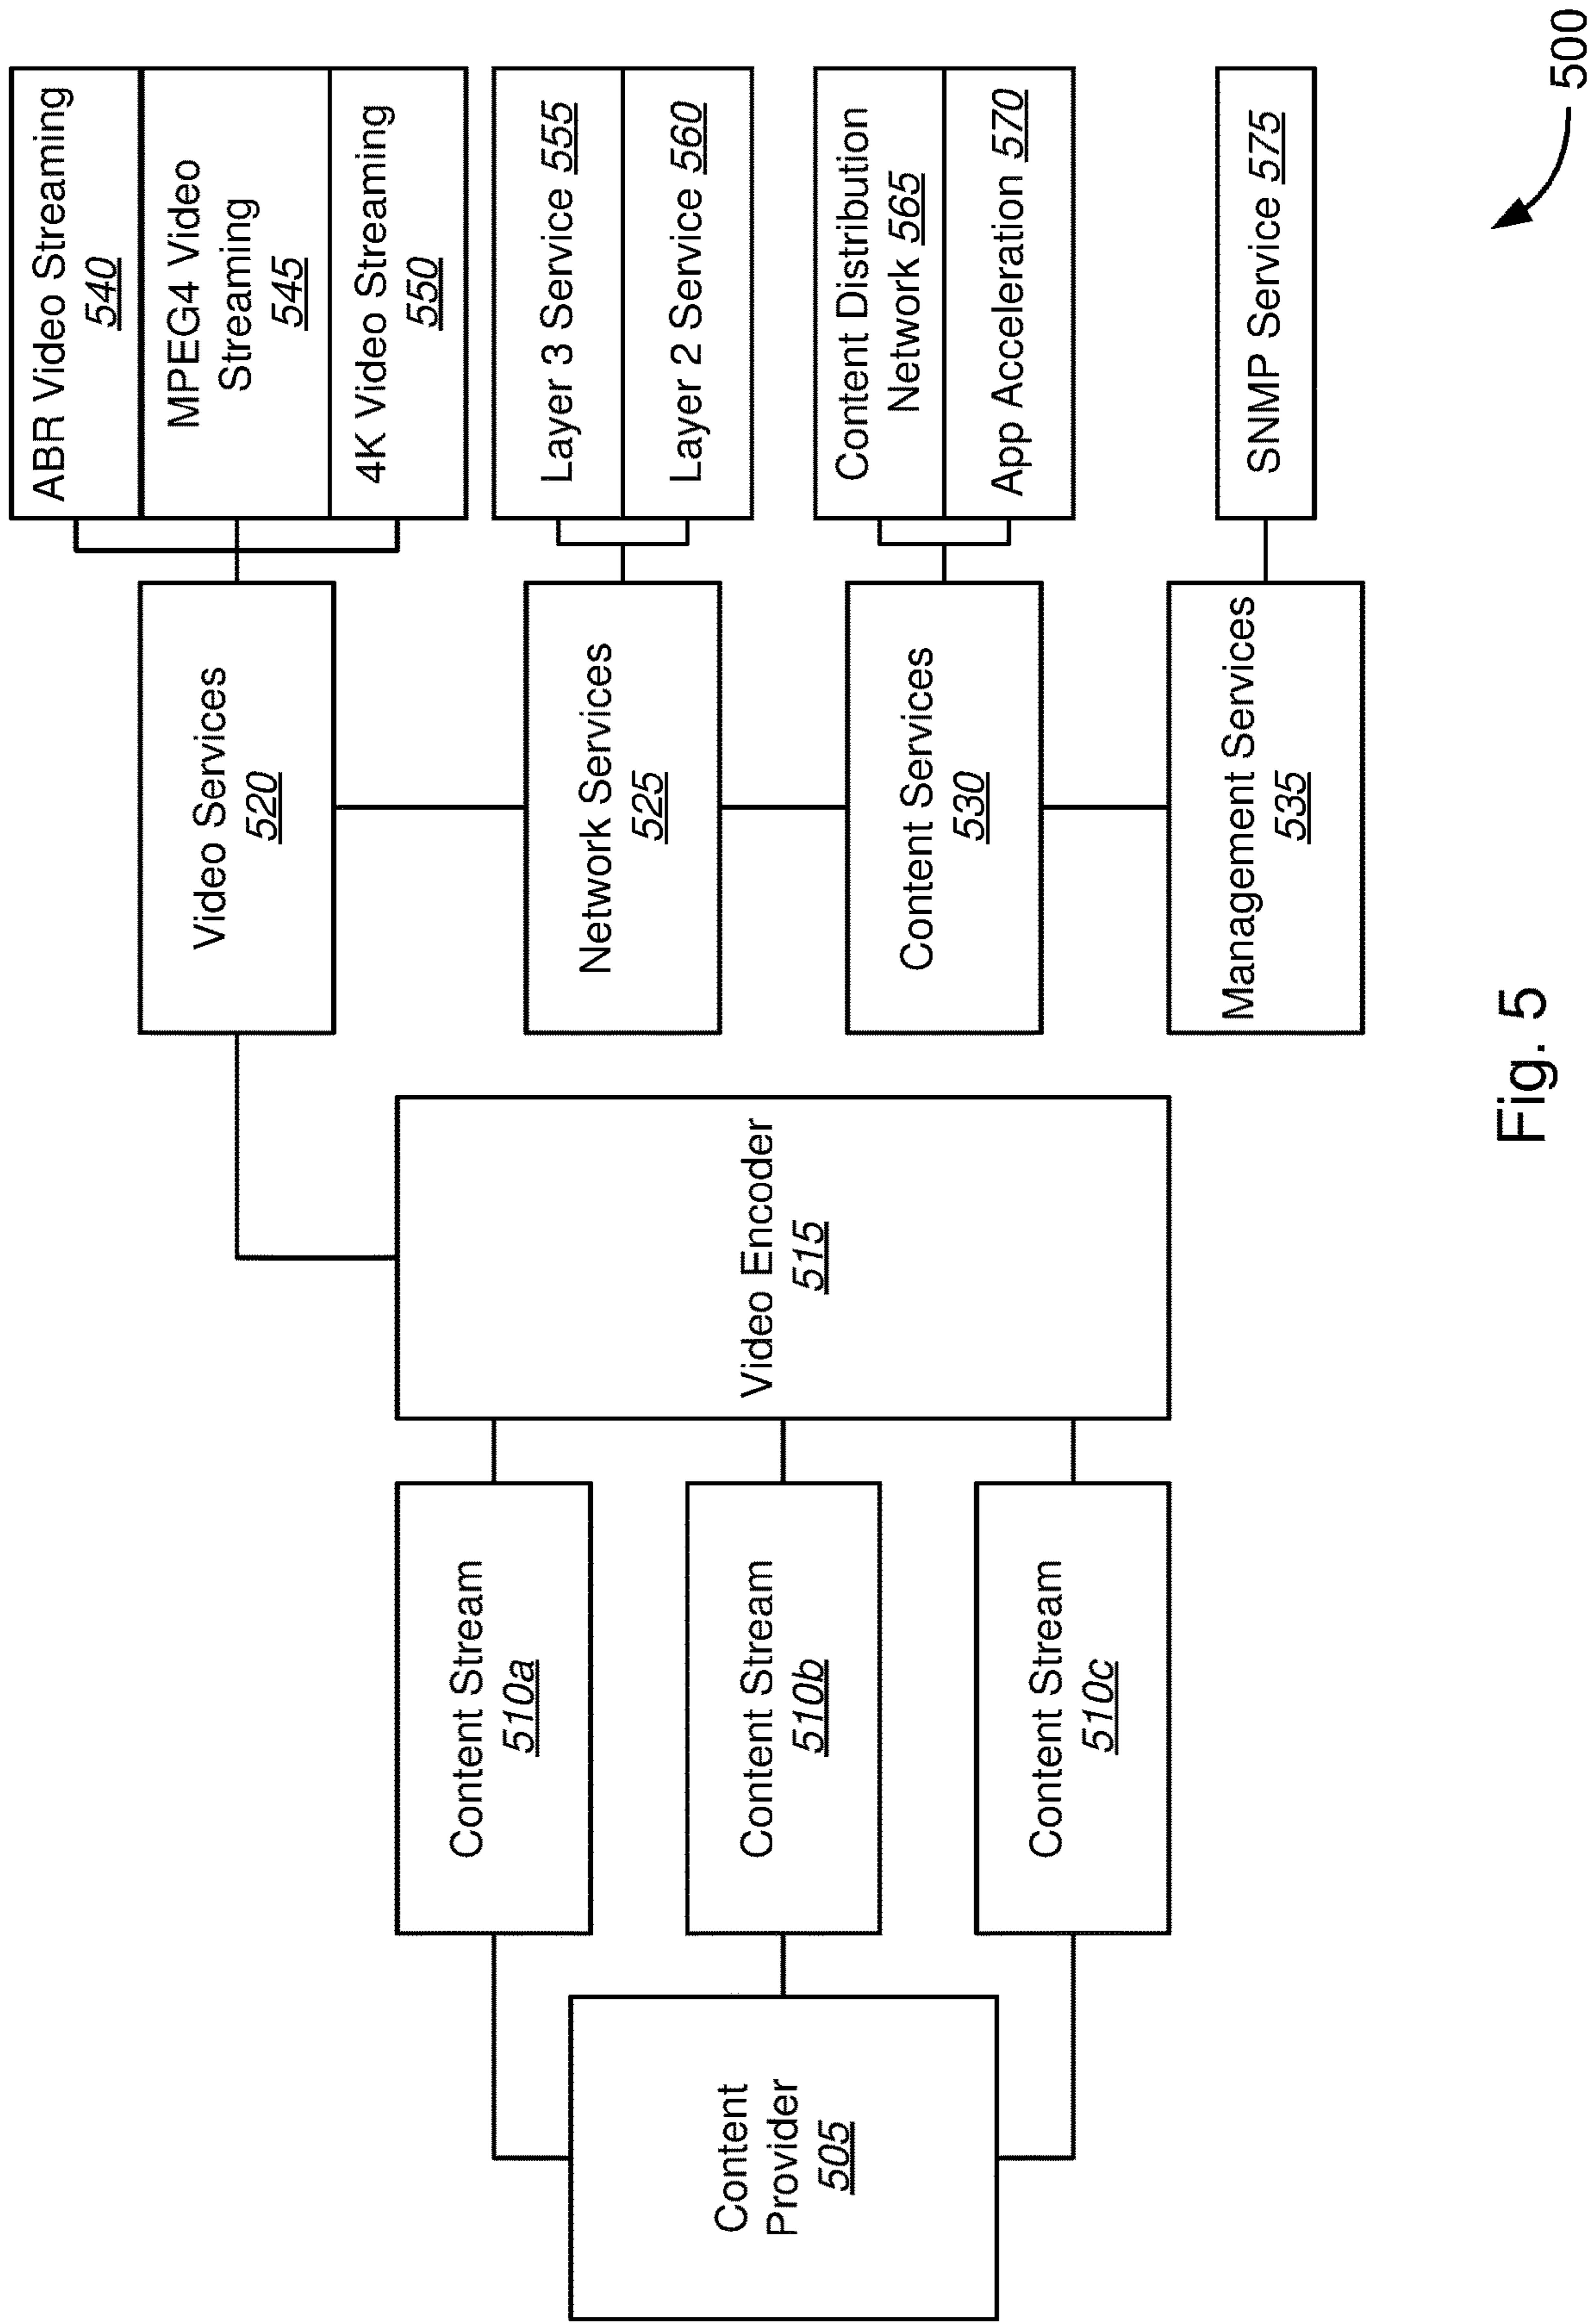 Content
Provider
505
Content Stream
510a
Content Stream
510b
Content Stream
510c
Video Encoder
515
Video Services
520
Network Services
525
Content Services
530
Management Services
535
ABR Video Streaming
540
MPEG4 Video
Streaming
545
4K Video Streaming
550
Layer 3 Service 555
Layer 2 Service 560
Content Distribution
Network 565
App Acceleration 570
SNMP Service 575
500
Fig. 5